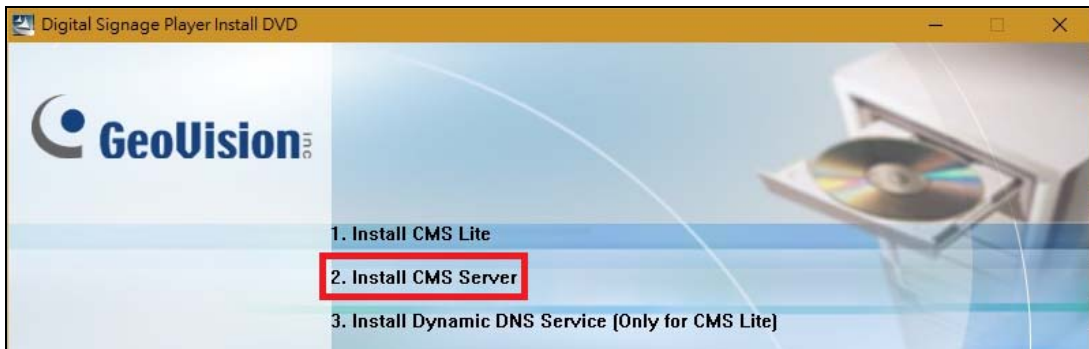 Digital Signage Player Install DVD
GeoVision Inc
1. Install CMS Lite
2. Install CMS Server
3. Install Dynamic DNS Service (Only for CMS Lite)